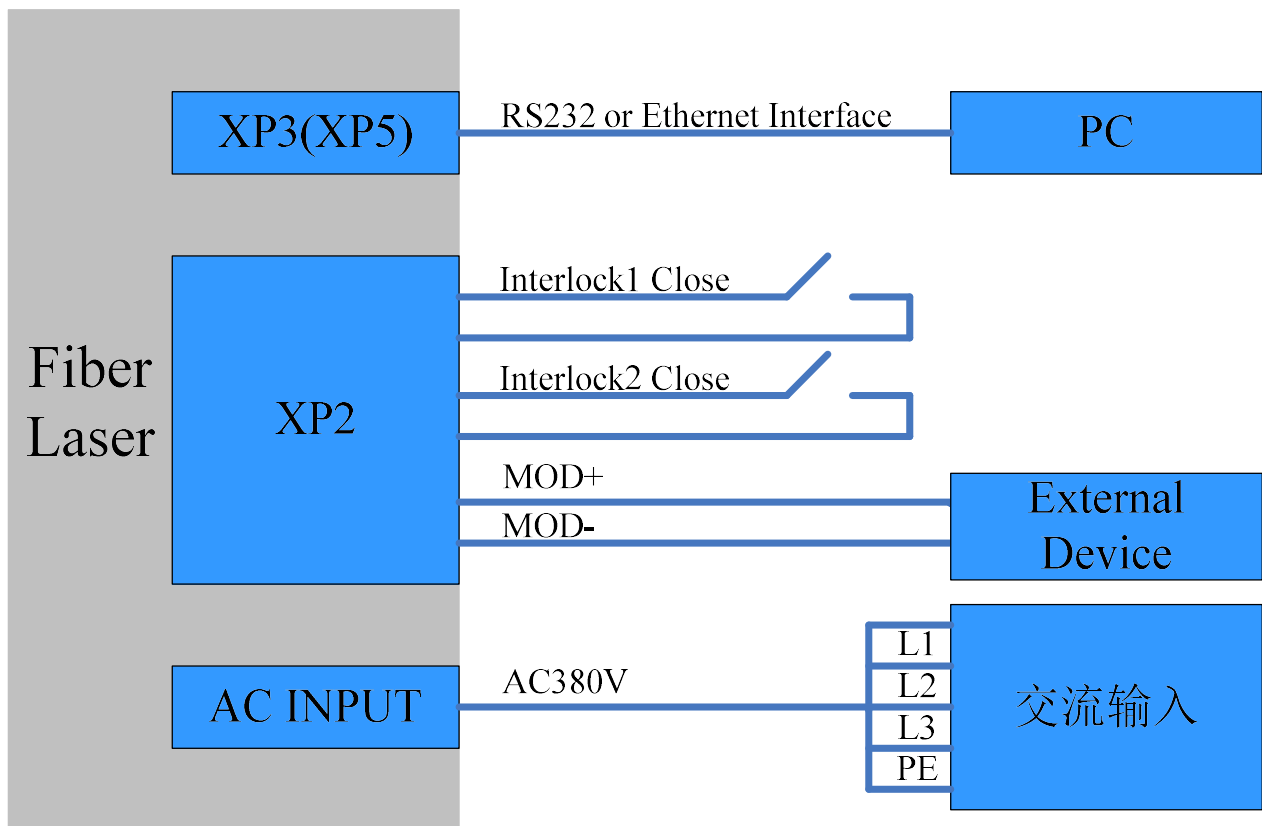 XP3(XP5)
RS232 or Ethernet Interface
PC
Interlock1 Close
Fiber
Laser
XP2
Interlock2 Close
MOD+
MOD-
External
Device
AC INPUT
AC380V
L1
L2
L3
PE
交流输入